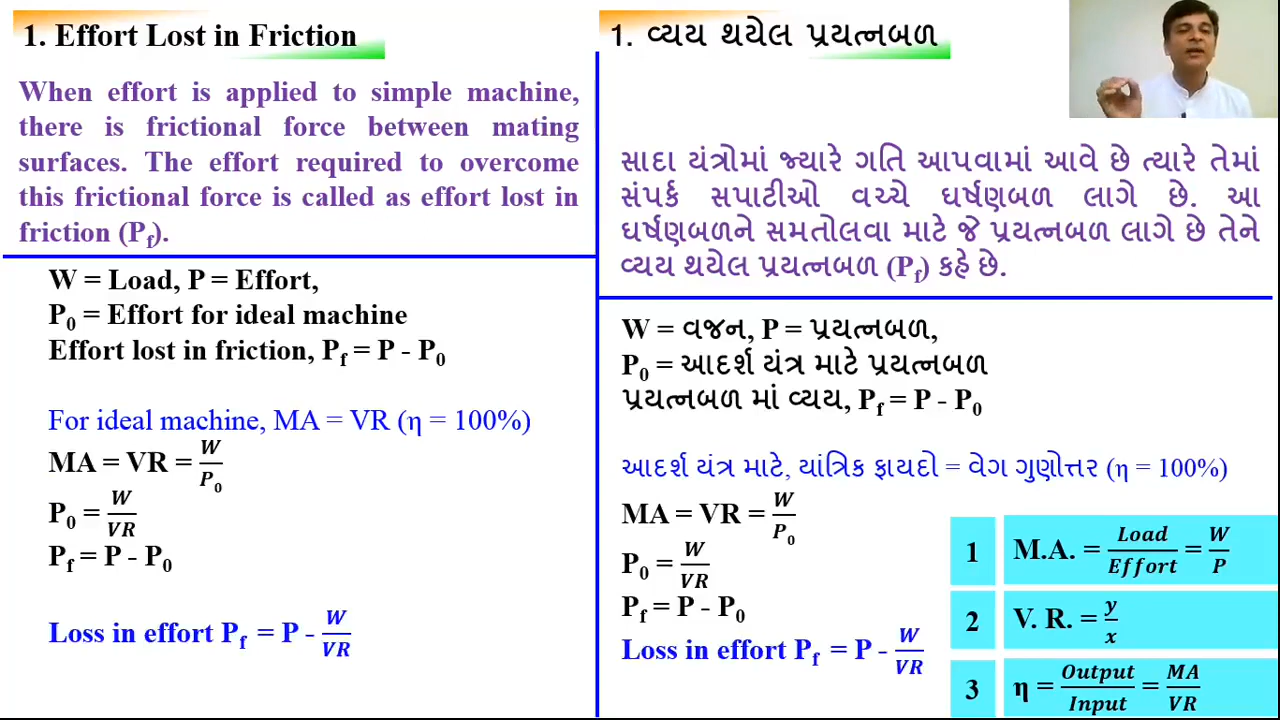 1. Effort Lost in Friction
When effort is applied to simple machine,
there is frictional force between mating
surfaces. The effort required to overcome
this frictional force is called as effort lost in
friction (Pf).
W = Load, P = Effort,
P0 = Effort for ideal machine
Effort lost in friction, Pf = P - P0
For ideal machine, MA = VR (η = 100%)
MA = VR = W/P0
P0 = W/VR
Pf = P - P0
Loss in effort Pf = P - W/VR
1. વ્યય થયેલ પ્રયત્નબળ
સાદા યંત્રોમાં જ્યારે ગતિ આપવામાં આવે છે ત્યારે તેમાં
સંપર્ક સપાટીઓ વચ્ચે ઘર્ષણબળ લાગે છે. આ
ઘર્ષણબળને સમતોલવા માટે જે પ્રયત્નબળ લાગે છે તેને
વ્યય થયેલ પ્રયત્નબળ (Pf) કહે છે.
W = વજન, P = પ્રયત્નબળ,
P0 = આદર્શ યંત્ર માટે પ્રયત્નબળ
પ્રયત્નબળ માં વ્યય, Pf = P - P0
આદર્શ યંત્ર માટે, યાંત્રિક ફાયદો = વેગ ગુણોત્તર (η = 100%)
MA = VR = W/P0
P0 = W/VR
Pf = P - P0
Loss in effort Pf = P - W/VR
1 M.A. = Load/Effort = W/P
2 V. R. = y/x
3 η = Output/Input = MA/VR